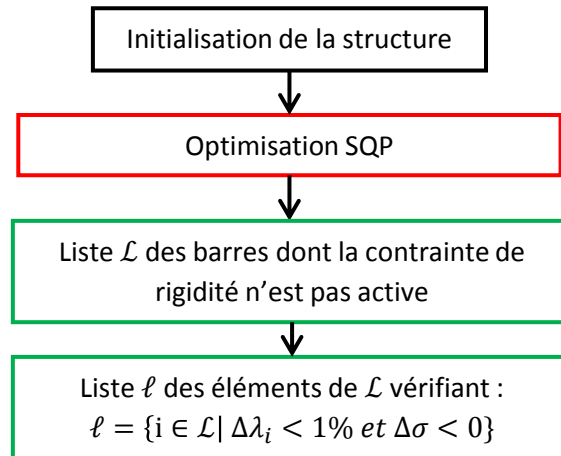 Initialisation de la structure
Optimisation SQP
Liste ℒ des barres dont la contrainte de
rigidité n'est pas active
Liste ℓ des éléments de ℒ vérifiant :
ℓ = {i ∈ ℒ| Δλᵢ < 1% et Δσ < 0}